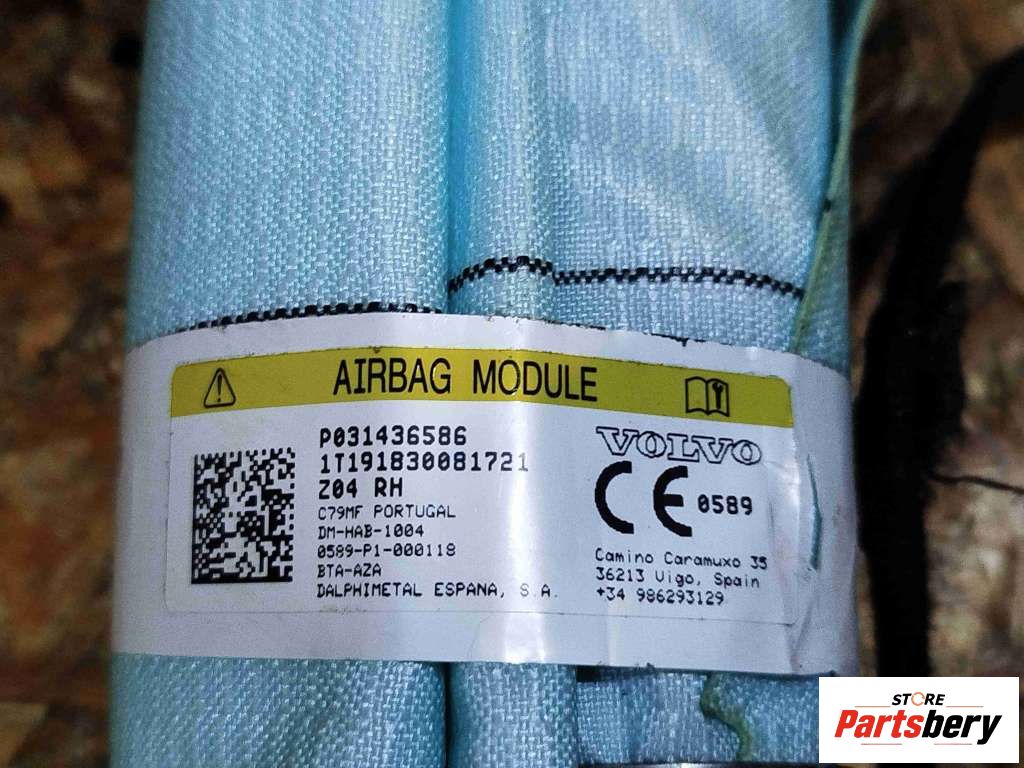 AIRBAG MODULE
P031436586
1T191830081721
Z04 RH
C79MF PORTUGAL
DM-HAB-1004
0589-P1-000118
BTA-AZA
DALPHIMETAL ESPANA, S.A.
VOLVO
CE 0589
Camino Caramuxo 35
36213 Vigo, Spain
+34 986293129
STORE
Partsbery